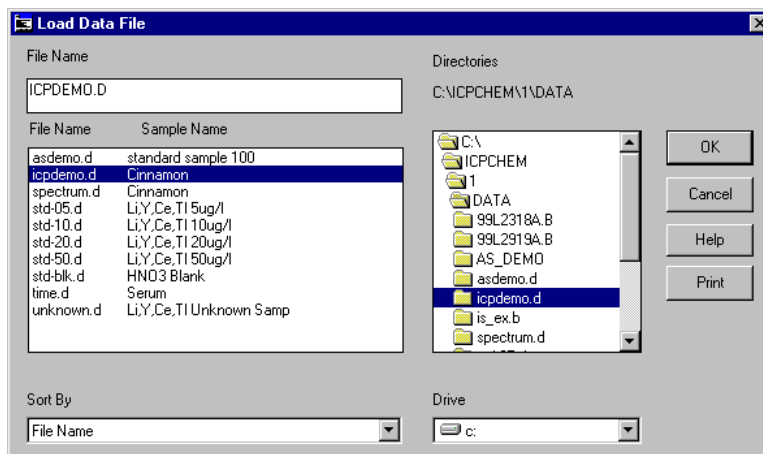 Load Data File
File Name
ICPDEMO.D
File Name Sample Name
asdemo.d standard sample 100
icpdemo.d Cinnamon
spectrum.d Cinnamon
std-05.d Li,Y,Ce,Tl 5ug/l
std-10.d Li,Y,Ce,Tl 10ug/l
std-20.d Li,Y,Ce,Tl 20ug/l
std-50.d Li,Y,Ce,Tl 50ug/l
std-blk.d HNO3 Blank
time.d Serum
unknown.d Li,Y,Ce,Tl Unknown Samp
Sort By
File Name
Directories
C:\ICPCHEM\1\DATA
C:\
ICPCHEM
1
DATA
99L2318A.B
99L2919A.B
AS_DEMO
asdemo.d
icpdemo.d
is_ex.b
spectrum.d
Drive
c:
OK
Cancel
Help
Print